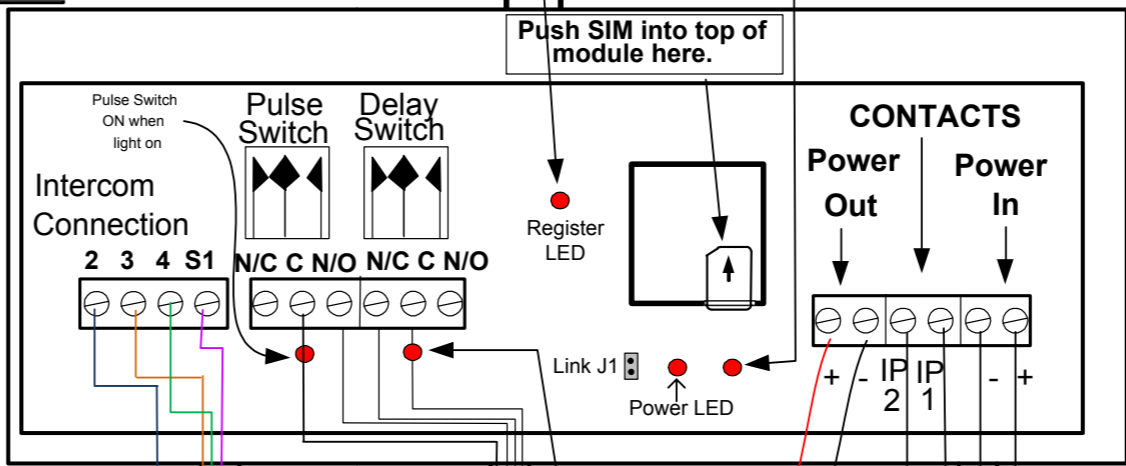 Push SIM into top of
module here.
Pulse Switch
ON when
light on
Pulse
Switch
Delay
Switch
CONTACTS
Power
Out
Power
In
Intercom
Connection
Register
LED
2 3 4 S1
N/C C N/O N/C C N/O
Link J1
Power LED
+ - IP IP - +
2 1